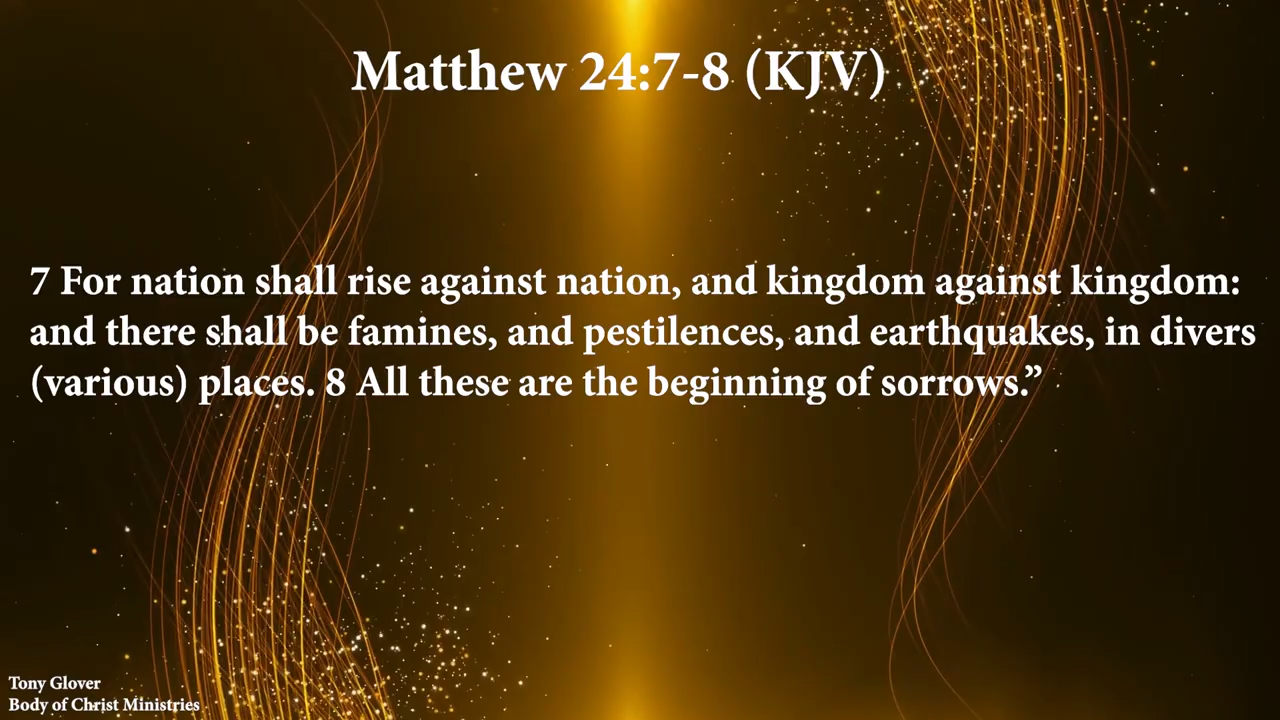 Matthew 24:7-8 (KJV)
7 For nation shall rise against nation, and kingdom against kingdom:
and there shall be famines, and pestilences, and earthquakes, in divers
(various) places. 8 All these are the beginning of sorrows.”
Tony Glover
Body of Christ Ministries